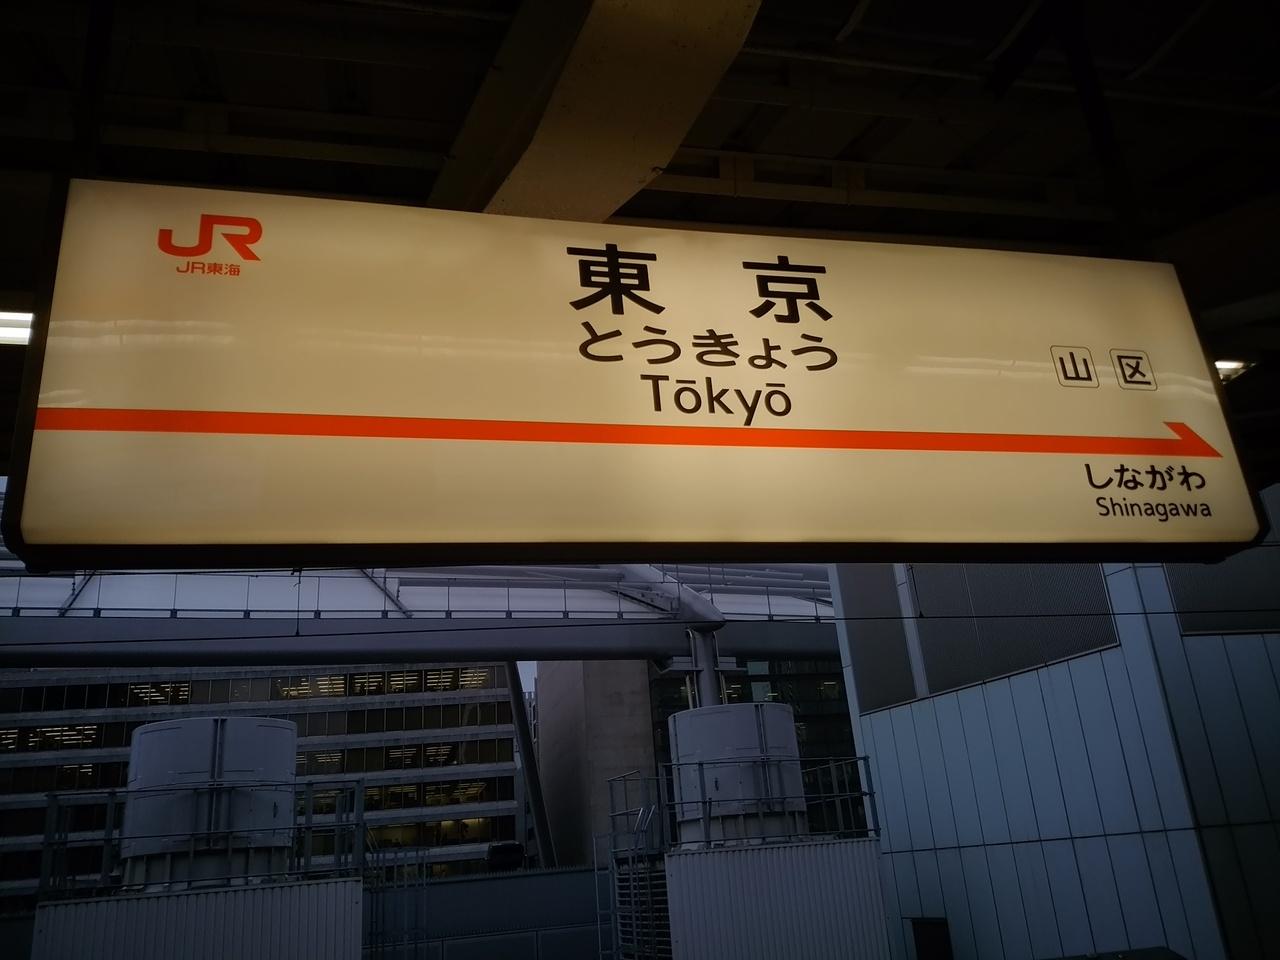 JR
JR東海
東京
とうきょう
Tōkyō
山 区
しながわ
Shinagawa